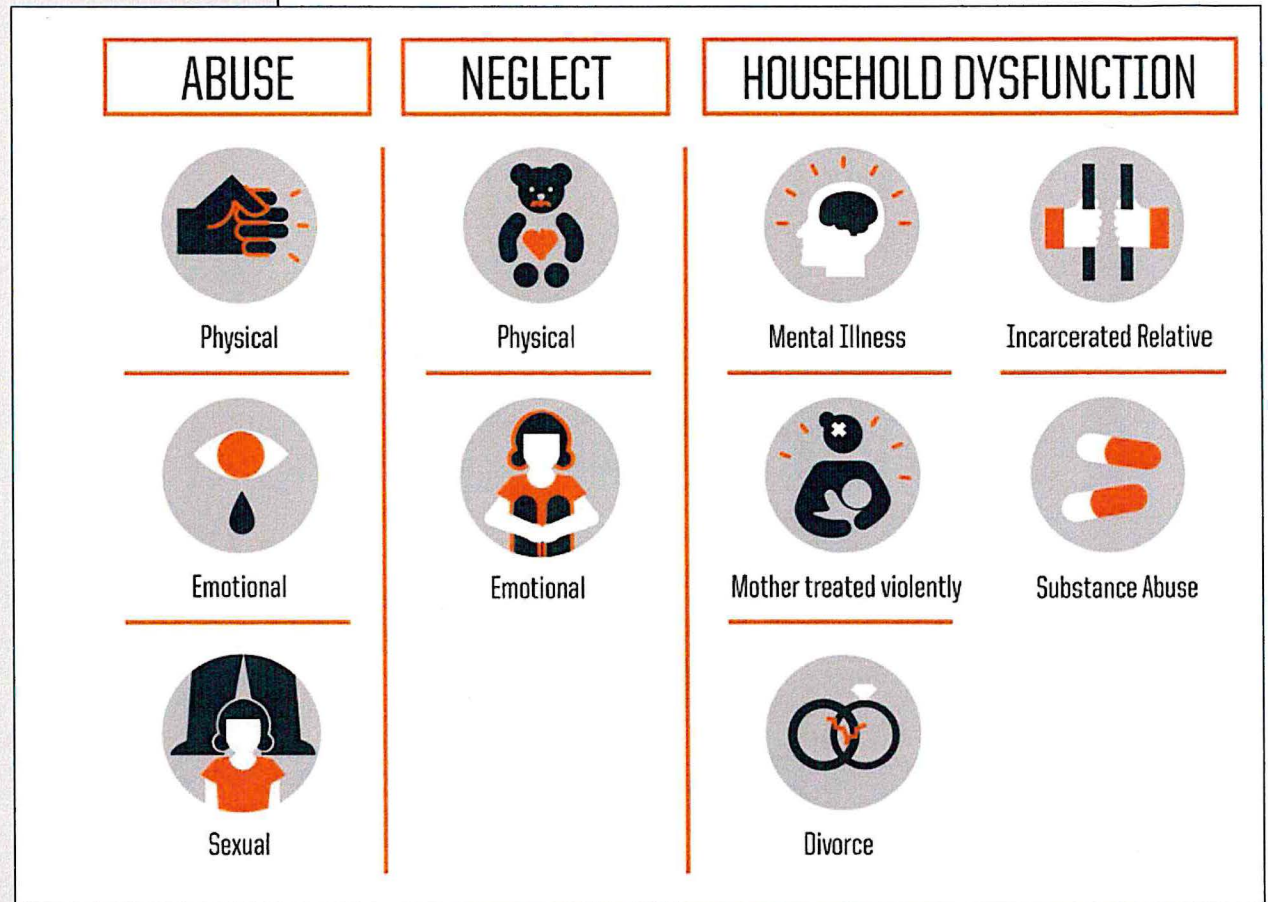 ABUSE
Physical
Emotional
Sexual
NEGLECT
Physical
Emotional
HOUSEHOLD DYSFUNCTION
Mental Illness
Incarcerated Relative
Mother treated violently
Substance Abuse
Divorce